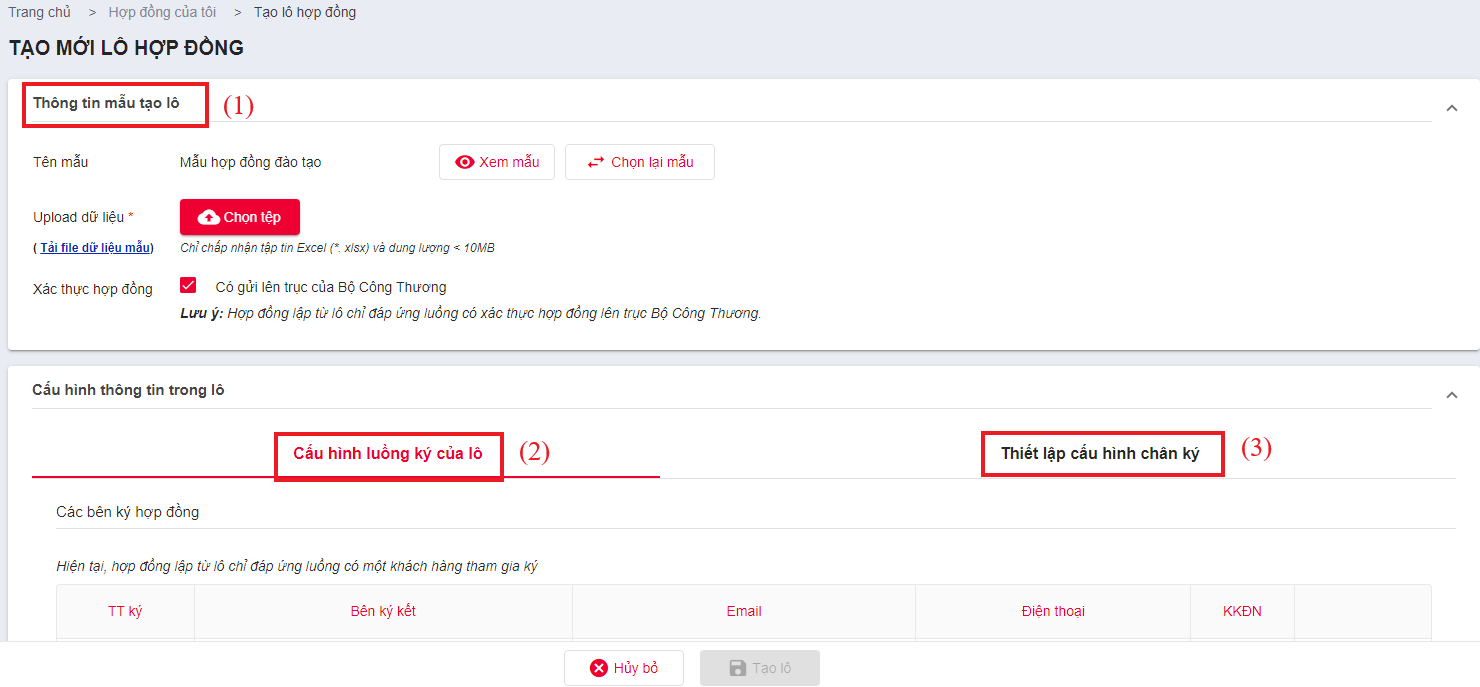 Trang chủ > Hợp đồng của tôi > Tạo lô hợp đồng
TẠO MỚI LÔ HỢP ĐỒNG
Thông tin mẫu tạo lô (1)
Tên mẫu Mẫu hợp đồng đào tạo Xem mẫu Chọn lại mẫu
Upload dữ liệu * Chọn tệp
( Tải file dữ liệu mẫu) Chỉ chấp nhận tập tin Excel (*. xlsx) và dung lượng < 10MB
Xác thực hợp đồng Có gửi lên trục của Bộ Công Thương
Lưu ý: Hợp đồng lập từ lô chỉ đáp ứng luồng có xác thực hợp đồng lên trục Bộ Công Thương.
Cấu hình thông tin trong lô
Cấu hình luồng ký của lô (2) Thiết lập cấu hình chân ký (3)
Các bên ký hợp đồng
Hiện tại, hợp đồng lập từ lô chỉ đáp ứng luồng có một khách hàng tham gia ký
TT ký Bên ký kết Email Điện thoại KKĐN
Hủy bỏ Tạo lô